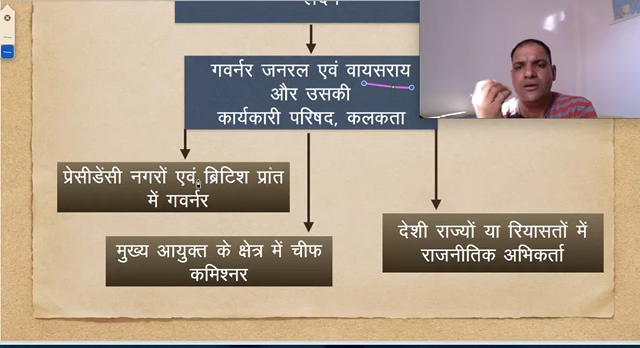 लंदन
गवर्नर जनरल एवं वायसराय
और उसकी
कार्यकारी परिषद, कलकता
प्रेसीडेंसी नगरों एवं ब्रिटिश प्रांत
में गवर्नर
मुख्य आयुक्त के क्षेत्र में चीफ
कमिश्नर
देशी राज्यों या रियासतों में
राजनीतिक अभिकर्ता